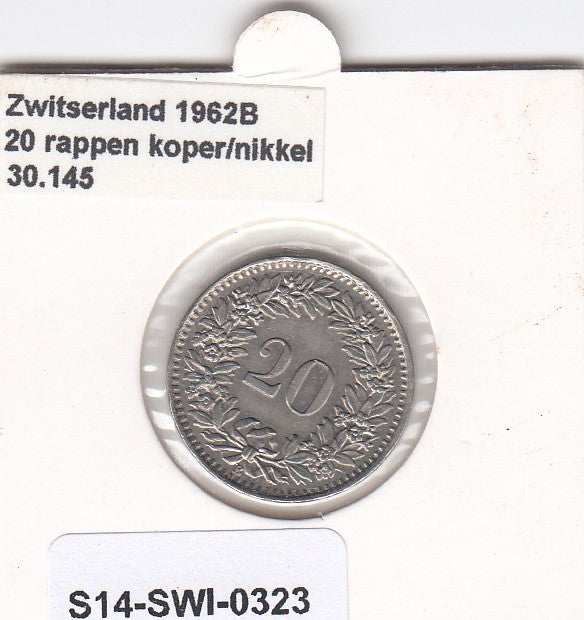 Zwitserland 1962B
20 rappen koper/nikkel
30.145
20
S14-SWI-0323